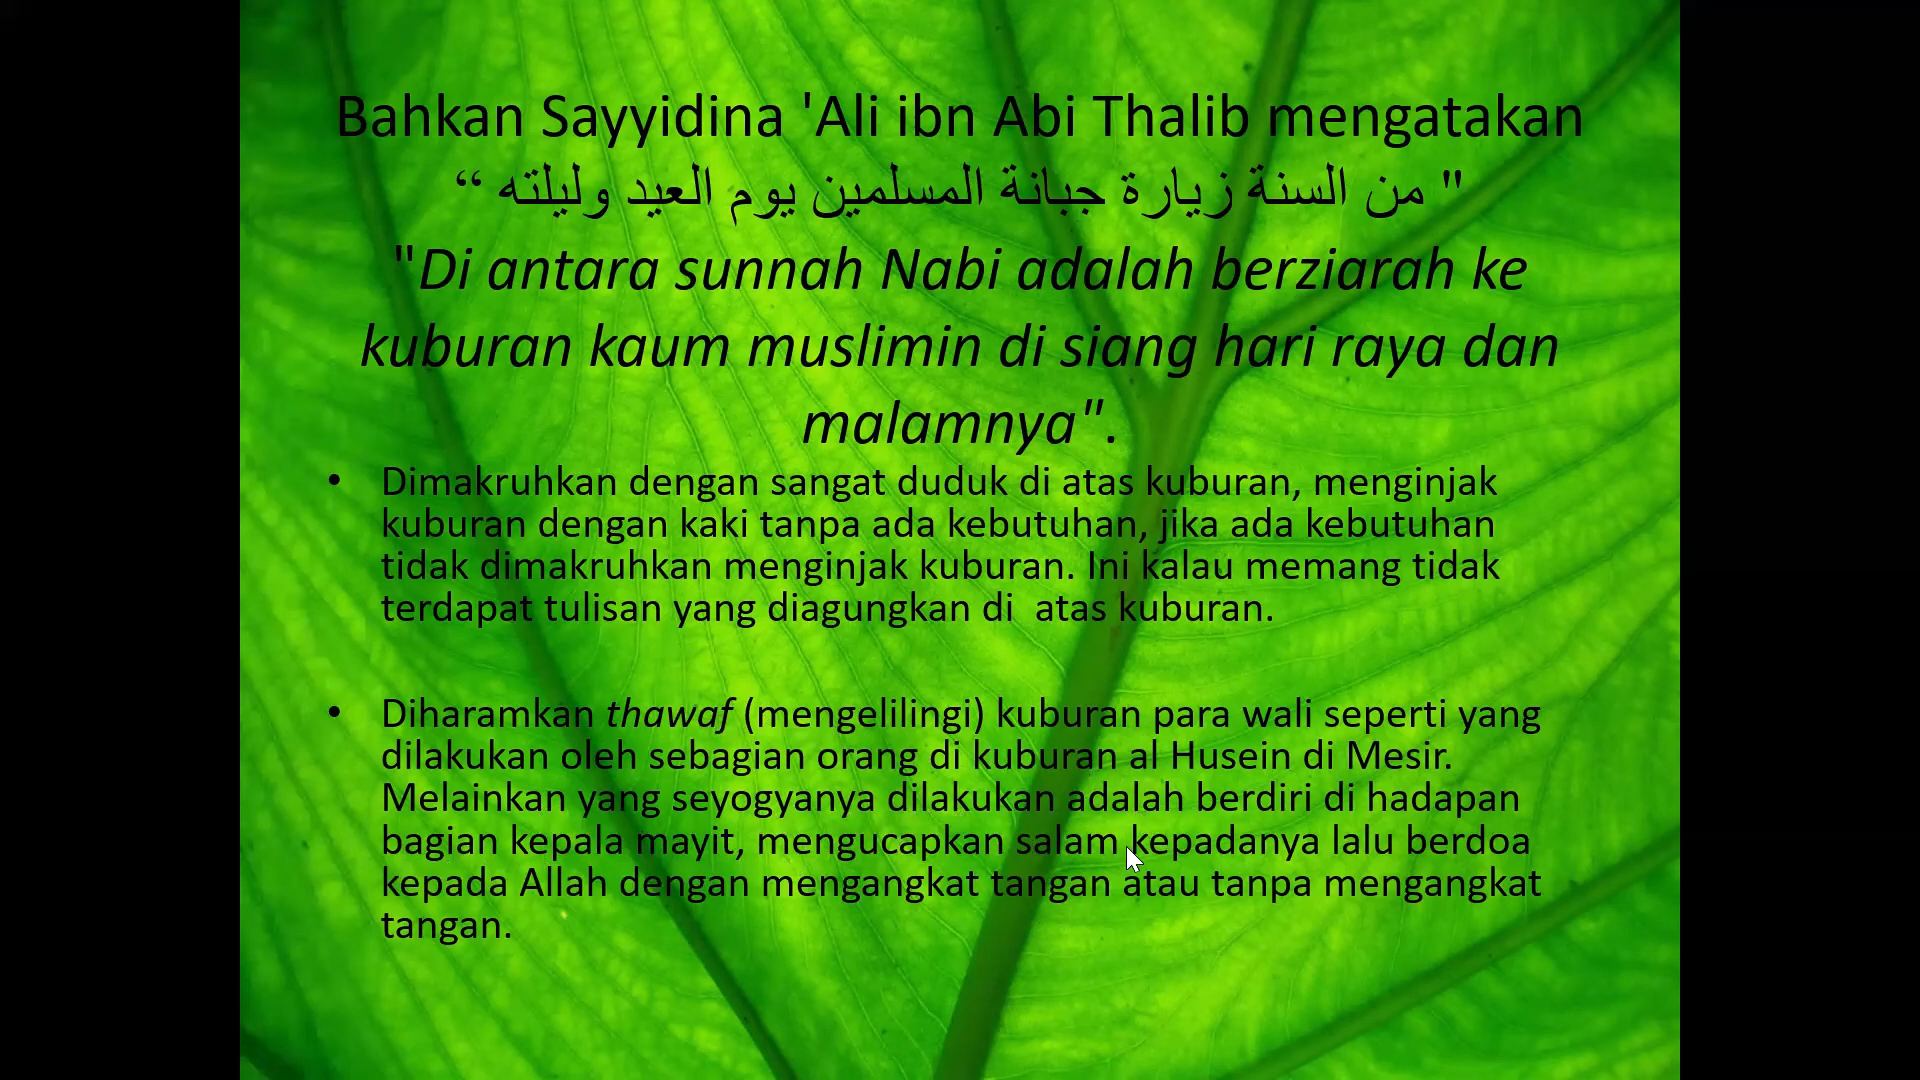 Bahkan Sayyidina 'Ali ibn Abi Thalib mengatakan
" من السنة زيارة جبانة المسلمين يوم العيد وليلته “
"Di antara sunnah Nabi adalah berziarah ke
kuburan kaum muslimin di siang hari raya dan
malamnya".
• Dimakruhkan dengan sangat duduk di atas kuburan, menginjak
kuburan dengan kaki tanpa ada kebutuhan, jika ada kebutuhan
tidak dimakruhkan menginjak kuburan. Ini kalau memang tidak
terdapat tulisan yang diagungkan di  atas kuburan.
• Diharamkan thawaf (mengelilingi) kuburan para wali seperti yang
dilakukan oleh sebagian orang di kuburan al Husein di Mesir.
Melainkan yang seyogyanya dilakukan adalah berdiri di hadapan
bagian kepala mayit, mengucapkan salam kepadanya lalu berdoa
kepada Allah dengan mengangkat tangan atau tanpa mengangkat
tangan.